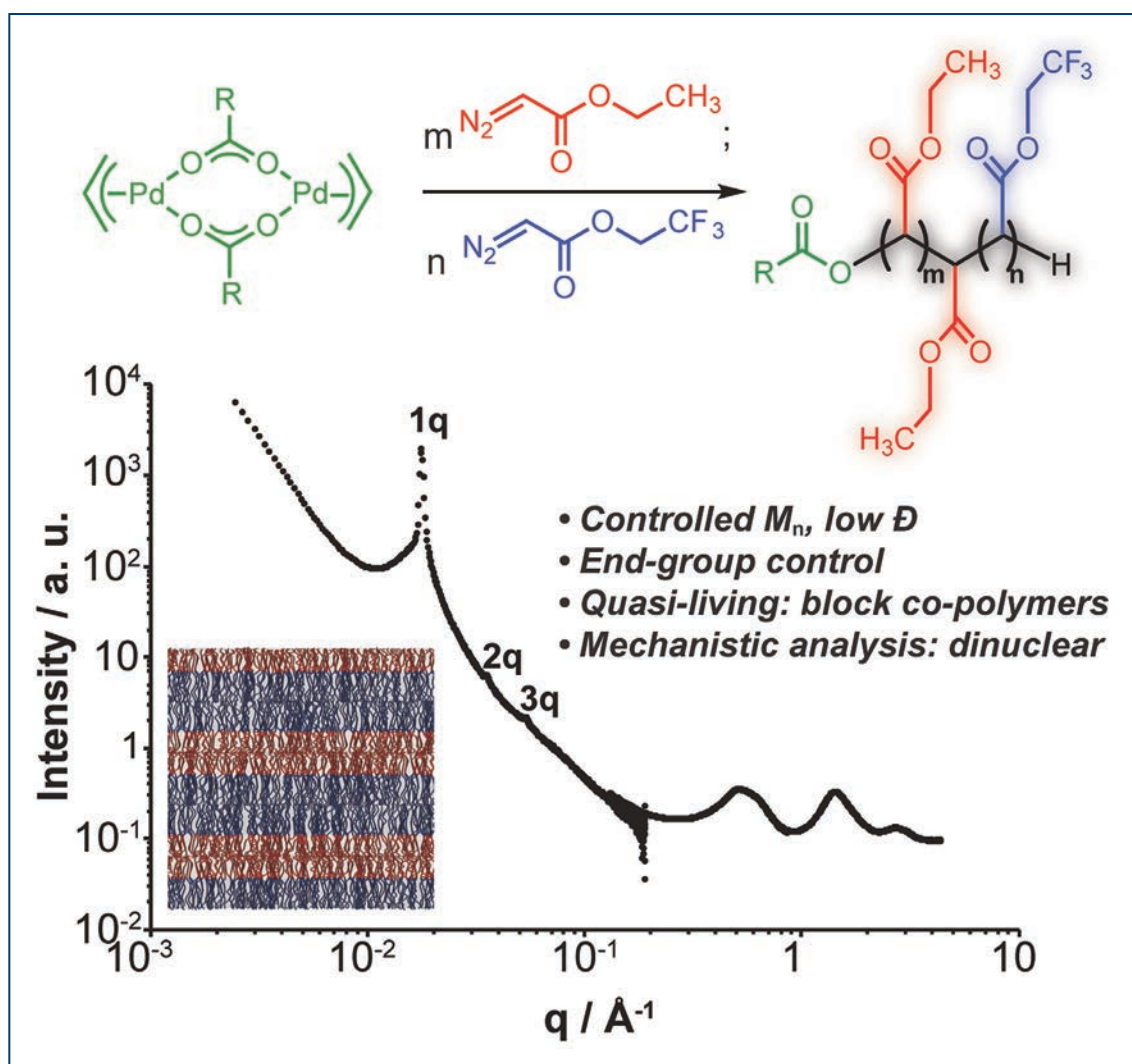 R
O O
Pd Pd
O O
R
m N₂ O CH₃ ;
O
n N₂ O CF₃
O
CH₃ CF₃
O O O O
O
R O ( )m ( )n H
O O
H₃C
10⁴
10³
10²
10
1
10⁻¹
10⁻²
Intensity / a. u.
1q
2q
3q
• Controlled Mₙ, low Đ
• End-group control
• Quasi-living: block co-polymers
• Mechanistic analysis: dinuclear
10⁻³ 10⁻² 10⁻¹ 1 10
q / Å⁻¹